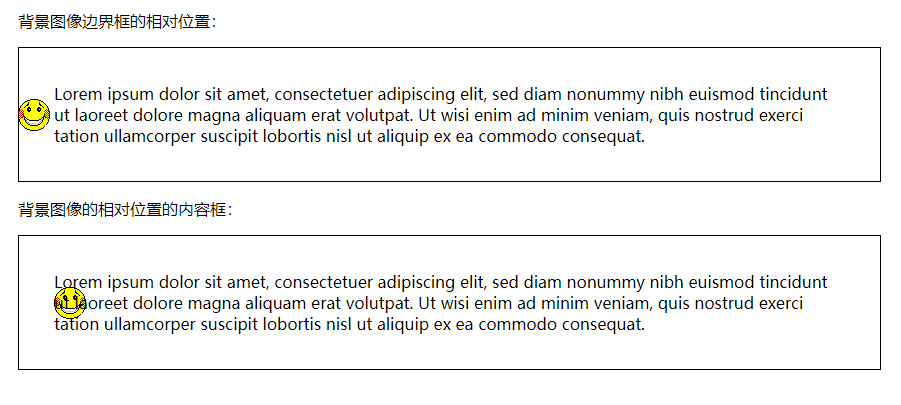 背景图像边界框的相对位置：
Lorem ipsum dolor sit amet, consectetuer adipiscing elit, sed diam nonummy nibh euismod tincidunt
ut laoreet dolore magna aliquam erat volutpat. Ut wisi enim ad minim veniam, quis nostrud exerci
tation ullamcorper suscipit lobortis nisl ut aliquip ex ea commodo consequat.
背景图像的相对位置的内容框：
Lorem ipsum dolor sit amet, consectetuer adipiscing elit, sed diam nonummy nibh euismod tincidunt
ut laoreet dolore magna aliquam erat volutpat. Ut wisi enim ad minim veniam, quis nostrud exerci
tation ullamcorper suscipit lobortis nisl ut aliquip ex ea commodo consequat.